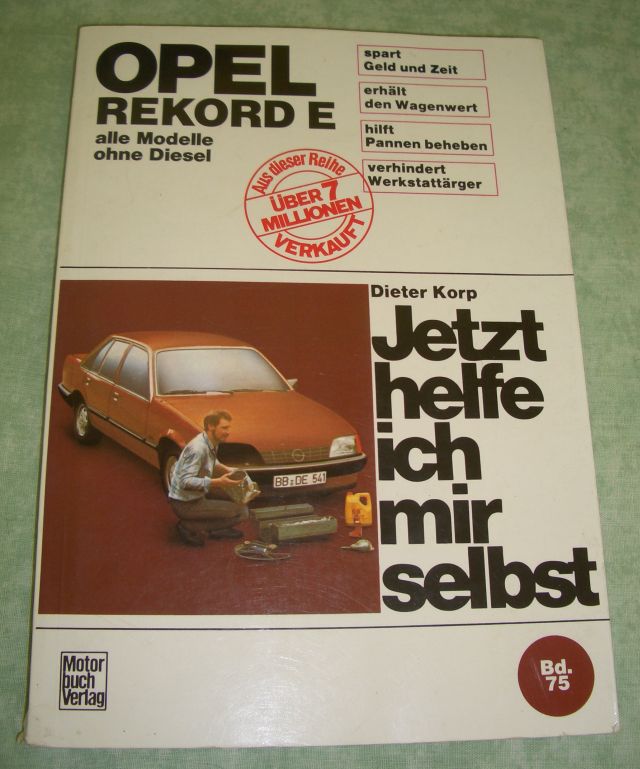 OPEL
REKORD E
alle Modelle
ohne Diesel
spart
Geld und Zeit
erhält
den Wagenwert
hilft
Pannen beheben
verhindert
Werkstattärger
Aus dieser Reihe
ÜBER 7
MILLIONEN
VERKAUFT
Dieter Korp
Jetzt
helfe
ich
mir
selbst
BB DE 541
Motor
buch
Verlag
Bd.
75